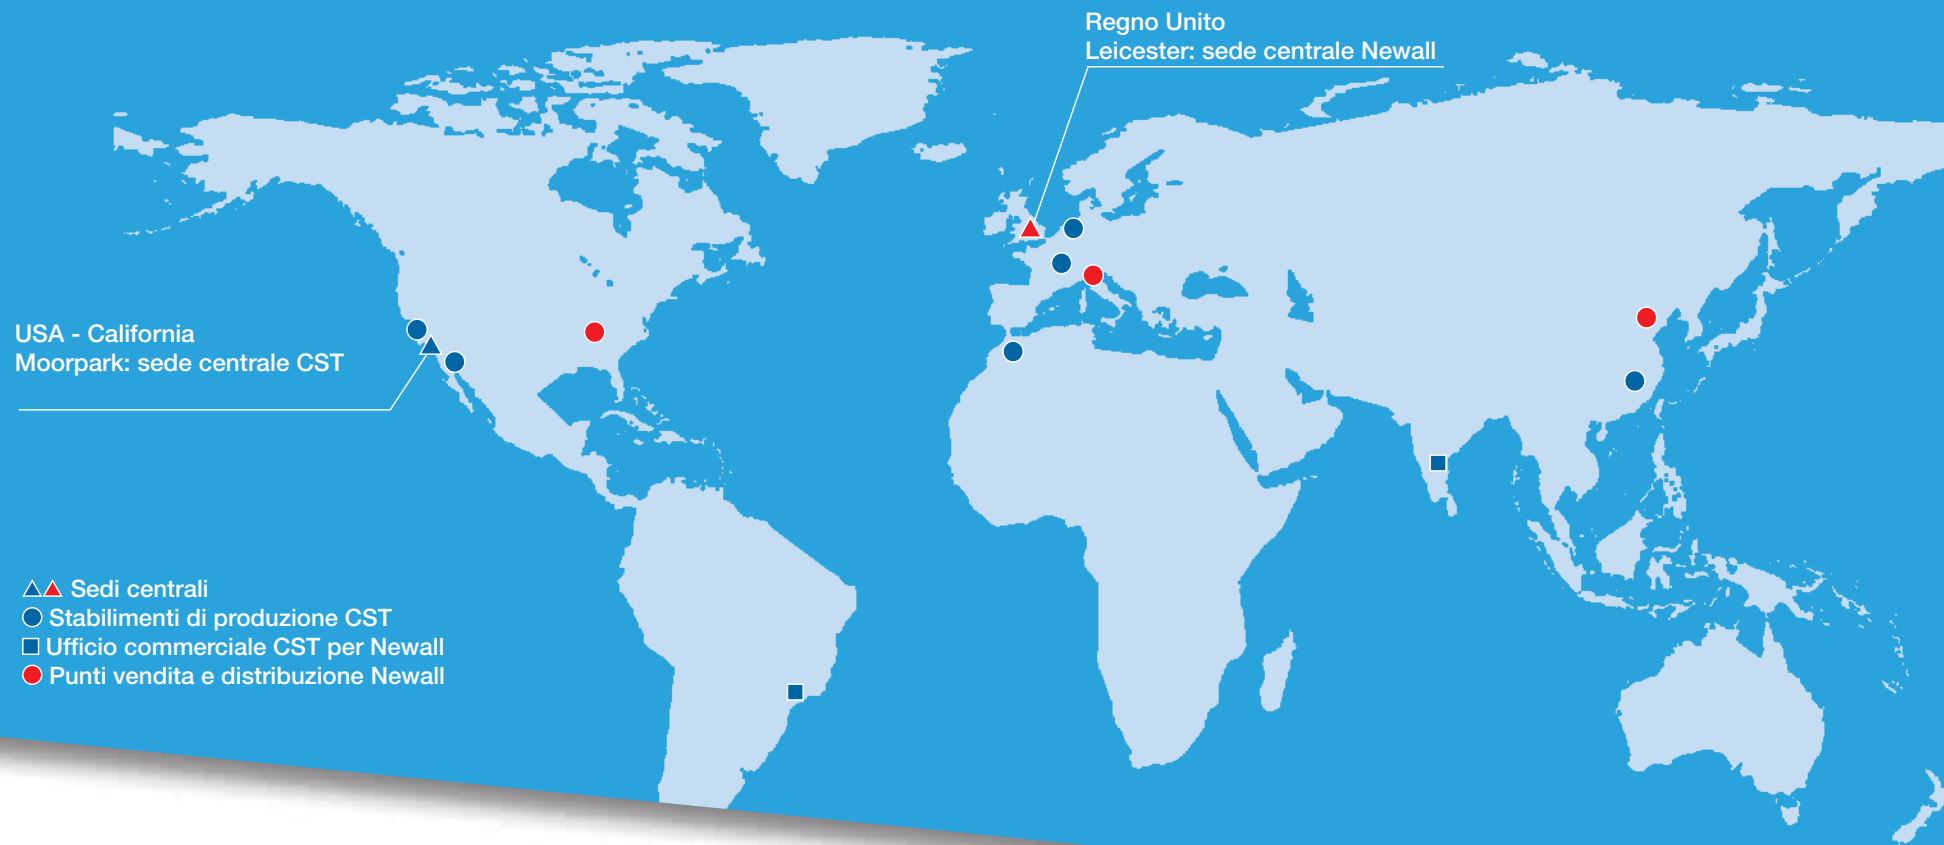 Regno Unito
Leicester: sede centrale Newall
USA - California
Moorpark: sede centrale CST
Sedi centrali
Stabilimenti di produzione CST
Ufficio commerciale CST per Newall
Punti vendita e distribuzione Newall